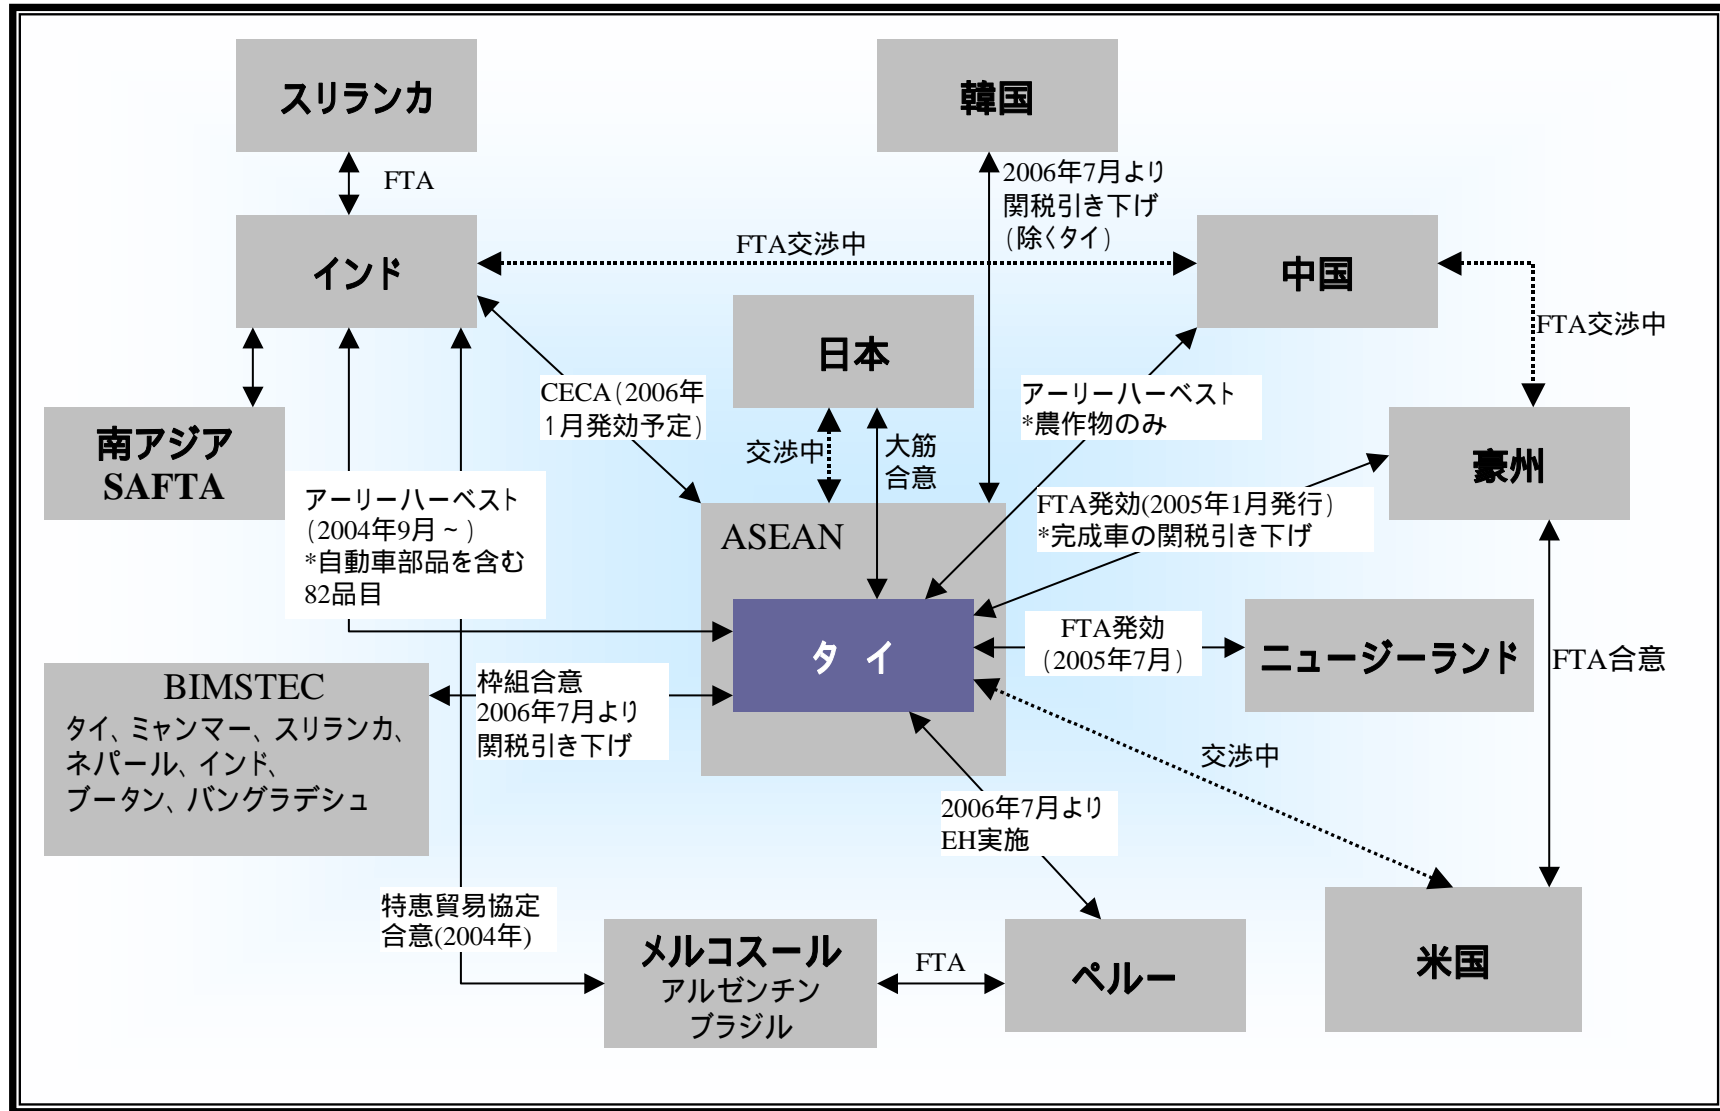 スリランカ
韓国
FTA
2006年7月より
関税引き下げ
(除くタイ)
インド
FTA交渉中
中国
日本
FTA交渉中
CECA(2006年
1月発効予定)
アーリーハーベスト
*農作物のみ
南アジア
SAFTA
交渉中
大筋
合意
豪州
アーリーハーベスト
(2004年9月~)
*自動車部品を含む
82品目
ASEAN
FTA発効(2005年1月発行)
*完成車の関税引き下げ
タイ
FTA発効
(2005年7月)
ニュージーランド
FTA合意
BIMSTEC
タイ、ミャンマー、スリランカ、
ネパール、インド、
ブータン、バングラデシュ
枠組合意
2006年7月より
関税引き下げ
交渉中
2006年7月より
EH実施
特恵貿易協定
合意(2004年)
メルコスール
アルゼンチン
ブラジル
FTA
ペルー
米国